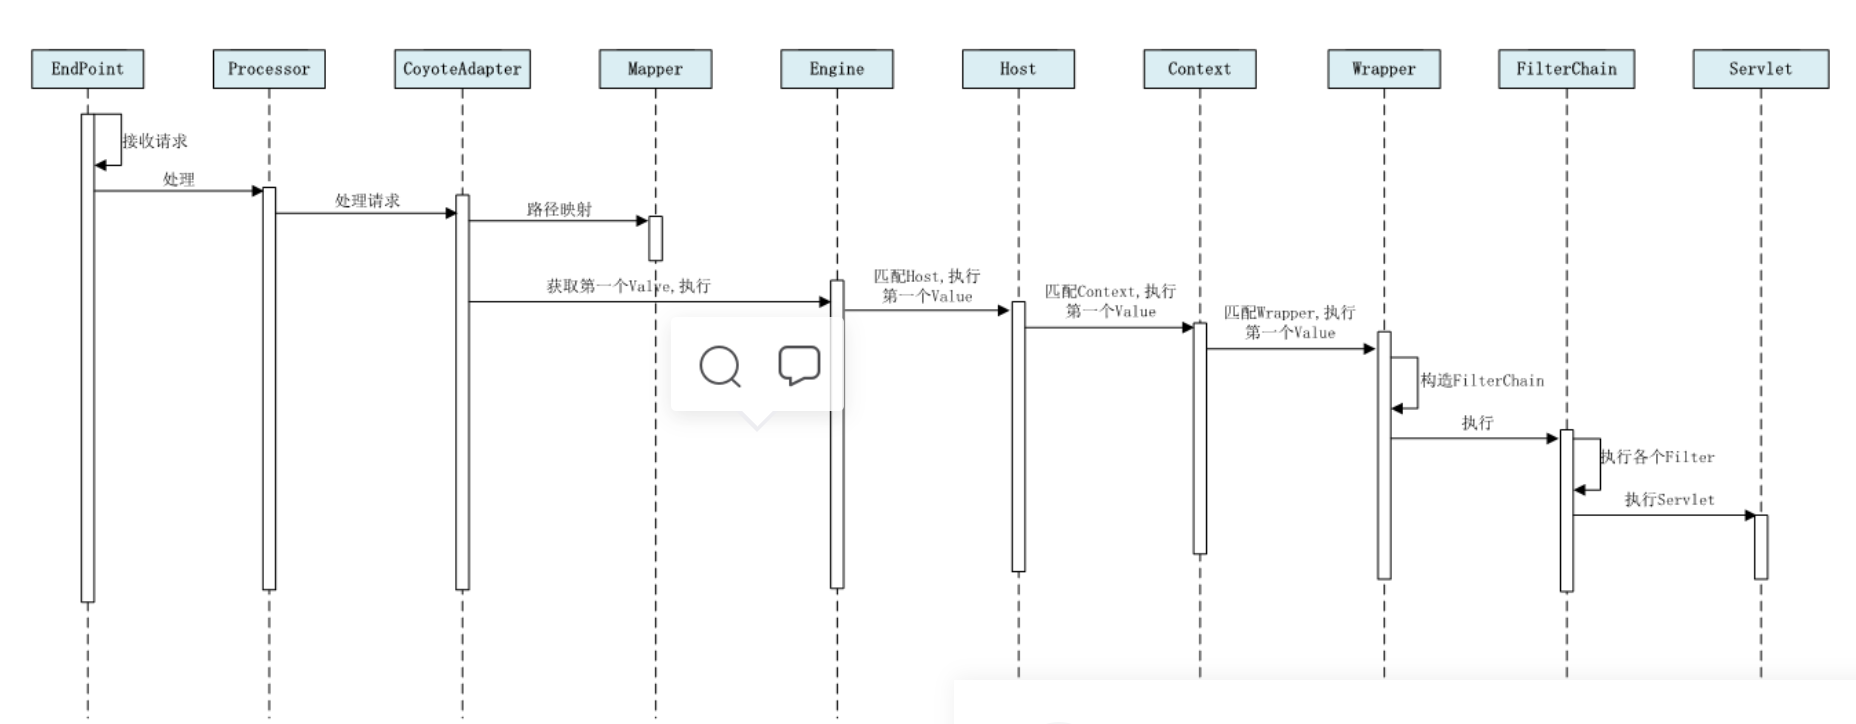 EndPoint
Processor
CoyoteAdapter
Mapper
Engine
Host
Context
Wrapper
FilterChain
Servlet
接收请求
处理
处理请求
路径映射
获取第一个Valve,执行
匹配Host,执行
第一个Value
匹配Context,执行
第一个Value
匹配Wrapper,执行
第一个Value
构造FilterChain
执行
执行各个Filter
执行Servlet